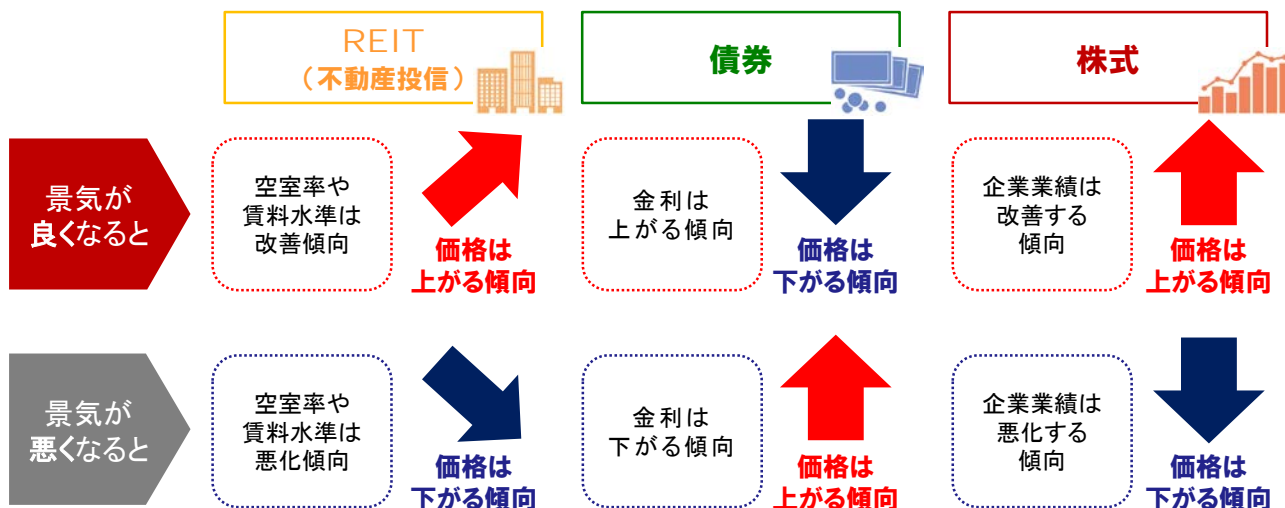 REIT
（不動産投信）
債券
株式
景気が
良くなると
空室率や
賃料水準は
改善傾向
価格は
上がる傾向
金利は
上がる傾向
価格は
下がる傾向
企業業績は
改善する
傾向
価格は
上がる傾向
景気が
悪くなると
空室率や
賃料水準は
悪化傾向
価格は
下がる傾向
金利は
下がる傾向
価格は
上がる傾向
企業業績は
悪化する
傾向
価格は
下がる傾向